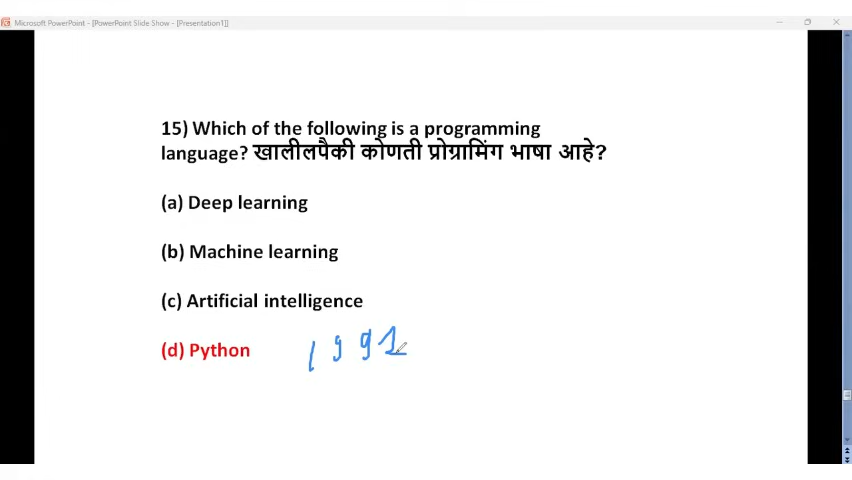 Microsoft PowerPoint - [PowerPoint Slide Show - [Presentation1]]
15) Which of the following is a programming
language? खालीलपैकी कोणती प्रोग्रामिंग भाषा आहे?
(a) Deep learning
(b) Machine learning
(c) Artificial intelligence
(d) Python 1991